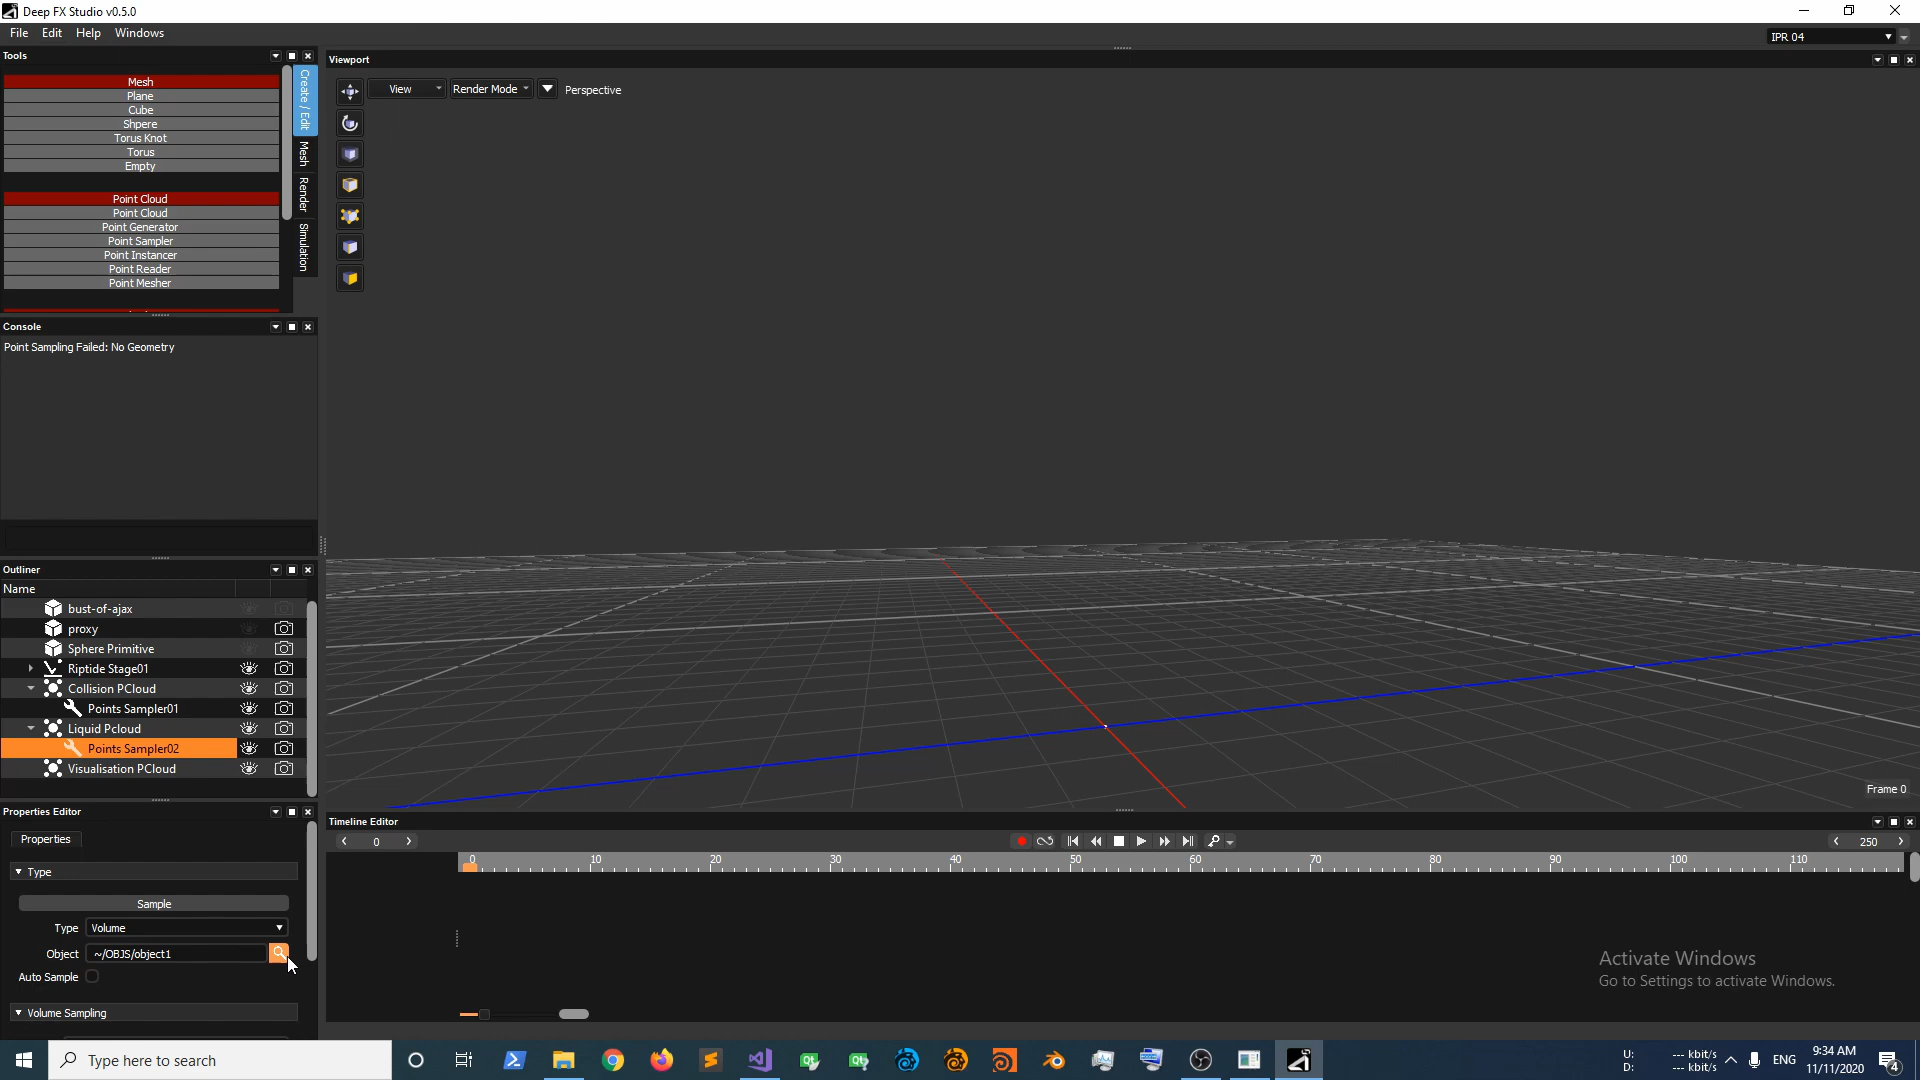 Deep FX Studio v0.5.0
File Edit Help Windows
IPR 04
Tools
Mesh
Plane
Cube
Shpere
Torus Knot
Torus
Empty
Point Cloud
Point Cloud
Point Generator
Point Sampler
Point Instancer
Point Reader
Point Mesher
Create / Edit
Mesh
Render
Simulation
Console
Point Sampling Failed: No Geometry
Outliner
Name
bust-of-ajax
proxy
Sphere Primitive
Riptide Stage01
Collision PCloud
Points Sampler01
Liquid Pcloud
Points Sampler02
Visualisation PCloud
Properties Editor
Properties
Type
Sample
Type Volume
Object ~/OBJS/object1
Auto Sample
Volume Sampling
Viewport
View Render Mode Perspective
Frame 0
Timeline Editor
0 250
0 10 20 30 40 50 60 70 80 90 100 110
Activate Windows
Go to Settings to activate Windows.
Type here to search
U: --- kbit/s
D: --- kbit/s
ENG
9:34 AM
11/11/2020
4